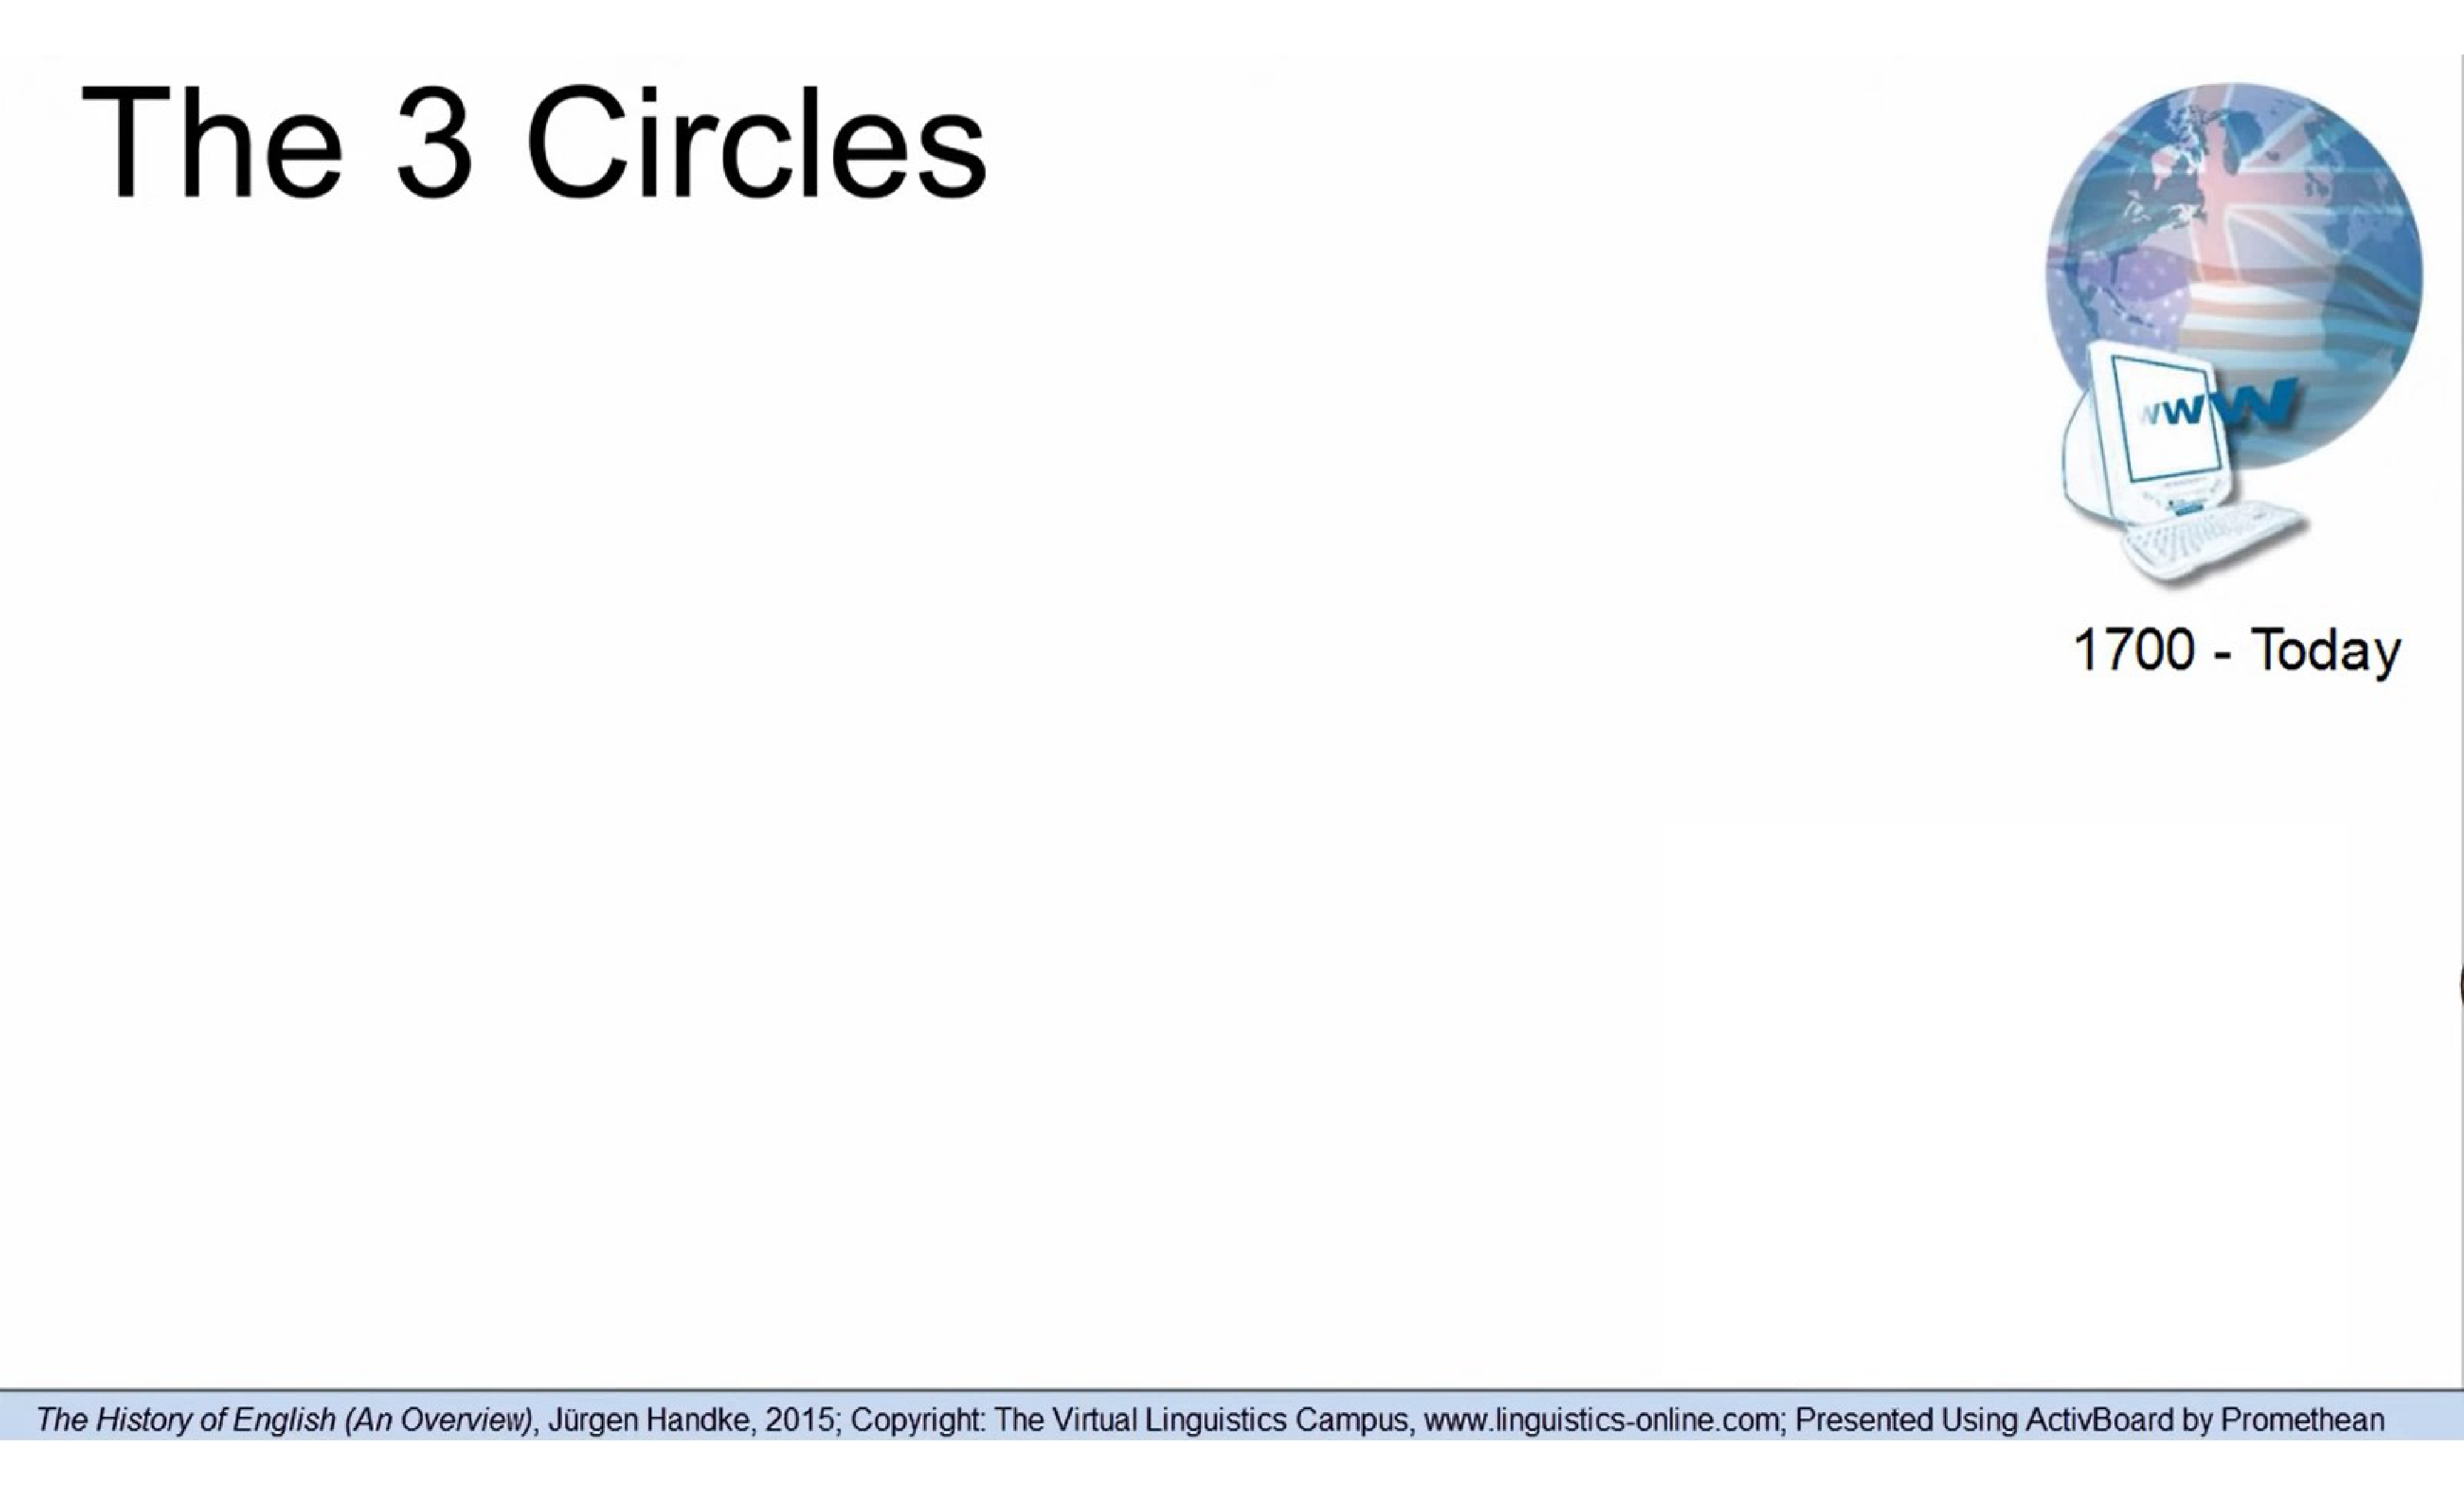 The 3 Circles
www
1700 - Today
The History of English (An Overview), Jürgen Handke, 2015; Copyright: The Virtual Linguistics Campus, www.linguistics-online.com; Presented Using ActivBoard by Promethean